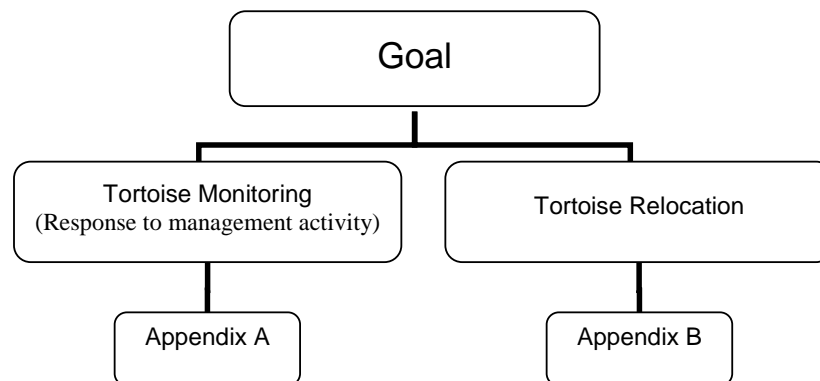 Goal
Tortoise Monitoring
(Response to management activity)
Tortoise Relocation
Appendix A
Appendix B